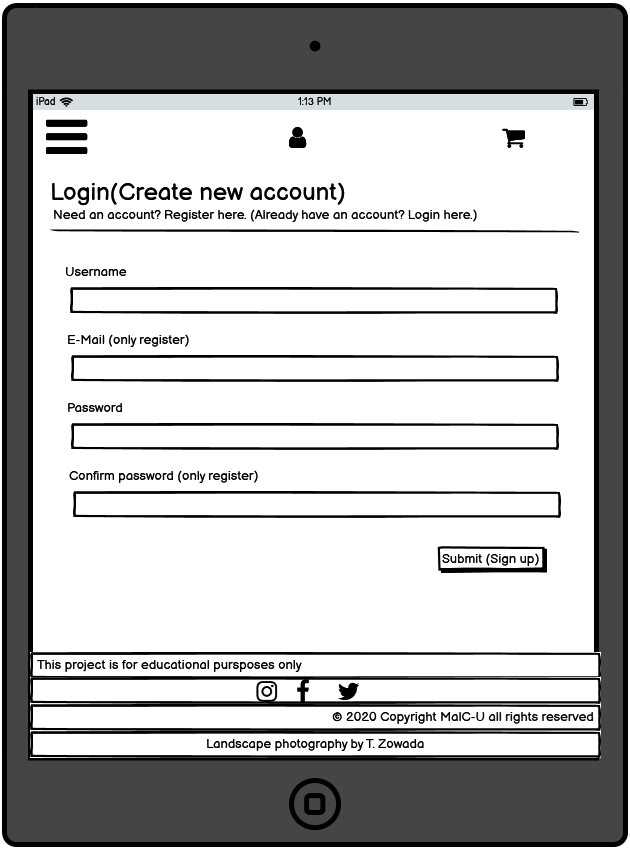 iPad 1:13 PM
Login(Create new account)
Need an account? Register here. (Already have an account? Login here.)
Username
E-Mail (only register)
Password
Confirm password (only register)
Submit (Sign up)
This project is for educational pursposes only
© 2020 Copyright MalC-U all rights reserved
Landscape photography by T. Zowada